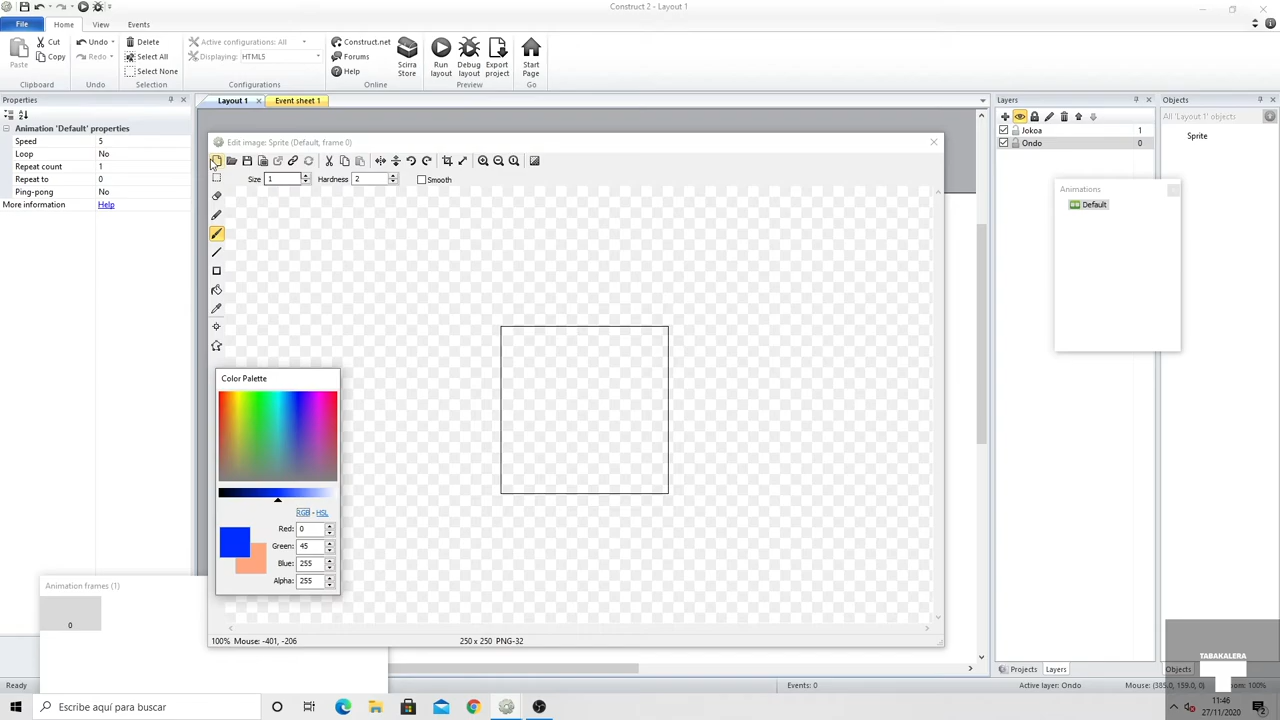 Construct 2 - Layout 1
File
Home
View
Events
Paste
Cut
Copy
Clipboard
Undo
Redo
Undo
Delete
Select All
Select None
Selection
Active configurations: All
Displaying: HTML5
Configurations
Construct.net
Forums
Help
Online
Scirra Store
Run layout
Debug layout
Export project
Preview
Start Page
Go
Properties
Animation 'Default' properties
Speed 5
Loop No
Repeat count 1
Repeat to 0
Ping-pong No
More information Help
Layout 1
Event sheet 1
Edit image: Sprite (Default, frame 0)
Size 1 Hardness 2 Smooth
Color Palette
RGB - HSL
Red: 0
Green: 45
Blue: 255
Alpha: 255
100% Mouse: -401, -206 250 x 250 PNG-32
Animation frames (1)
0
Layers
Jokoa 1
Ondo 0
Animations
Default
Objects
All 'Layout 1' objects
Sprite
Projects
Layers
Objects
TABAKALERA
Ready Events: 0 Active layer: Ondo Mouse: (385.0, 159.0, 0) Zoom: 100%
Escribe aquí para buscar
11:46
27/11/2020
2